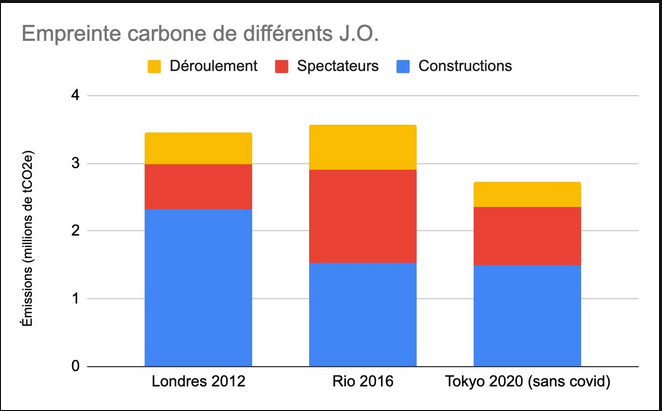 Empreinte carbone de différents J.O.
Déroulement Spectateurs Constructions
Émissions (millions de tCO2e)
4
3
2
1
0
Londres 2012 Rio 2016 Tokyo 2020 (sans covid)